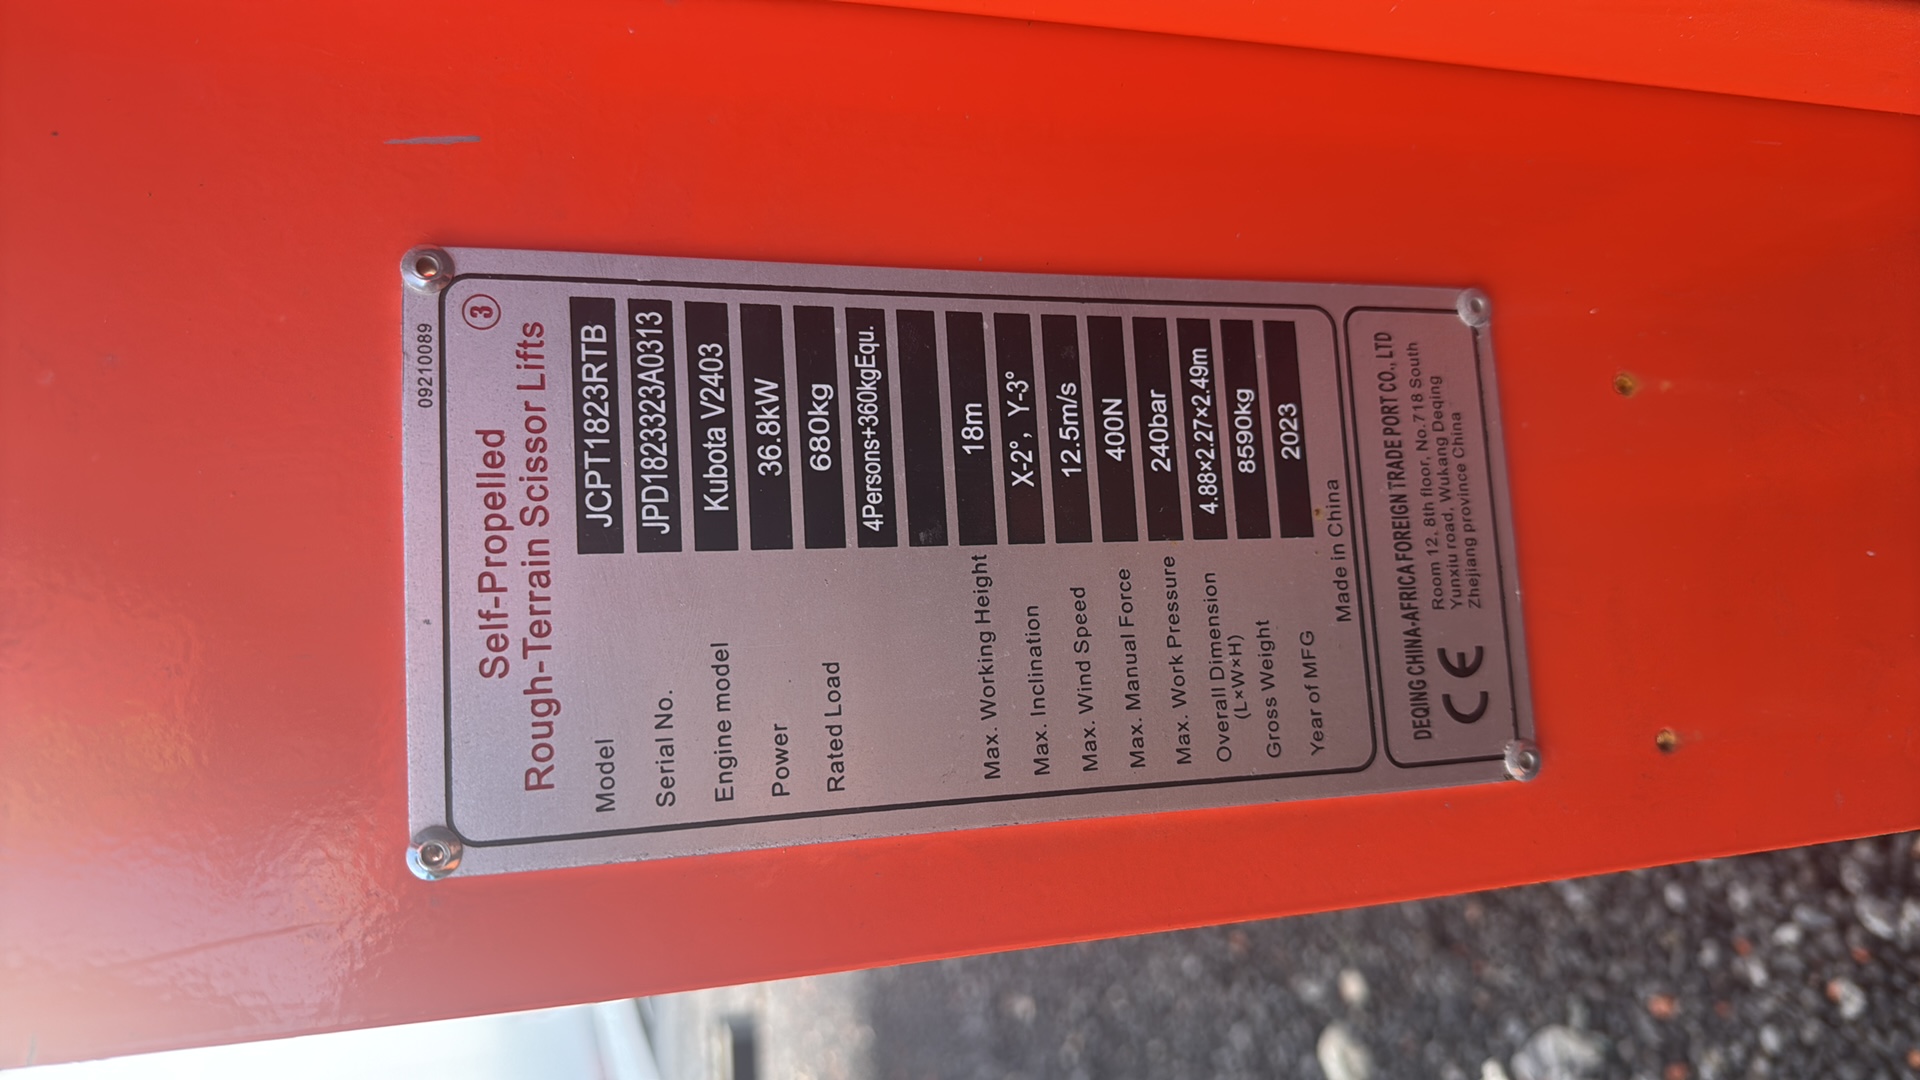 09210089
Self-Propelled
Rough-Terrain Scissor Lifts
3
Model JCPT1823RTB
Serial No. JPD182323A0313
Engine model Kubota V2403
Power 36.8kW
Rated Load 680kg
4Persons+360kgEqu.
Max. Working Height 18m
Max. Inclination X-2°, Y-3°
Max. Wind Speed 12.5m/s
Max. Manual Force 400N
Max. Work Pressure 240bar
Overall Dimension 4.88×2.27×2.49m
(L×W×H)
Gross Weight 8590kg
Year of MFG 2023
Made in China
DEQING CHINA-AFRICA FOREIGN TRADE PORT CO., LTD
CE
Room 12, 8th floor, No.718 South
Yunxiu road, Wukang Deqing
Zhejiang province China